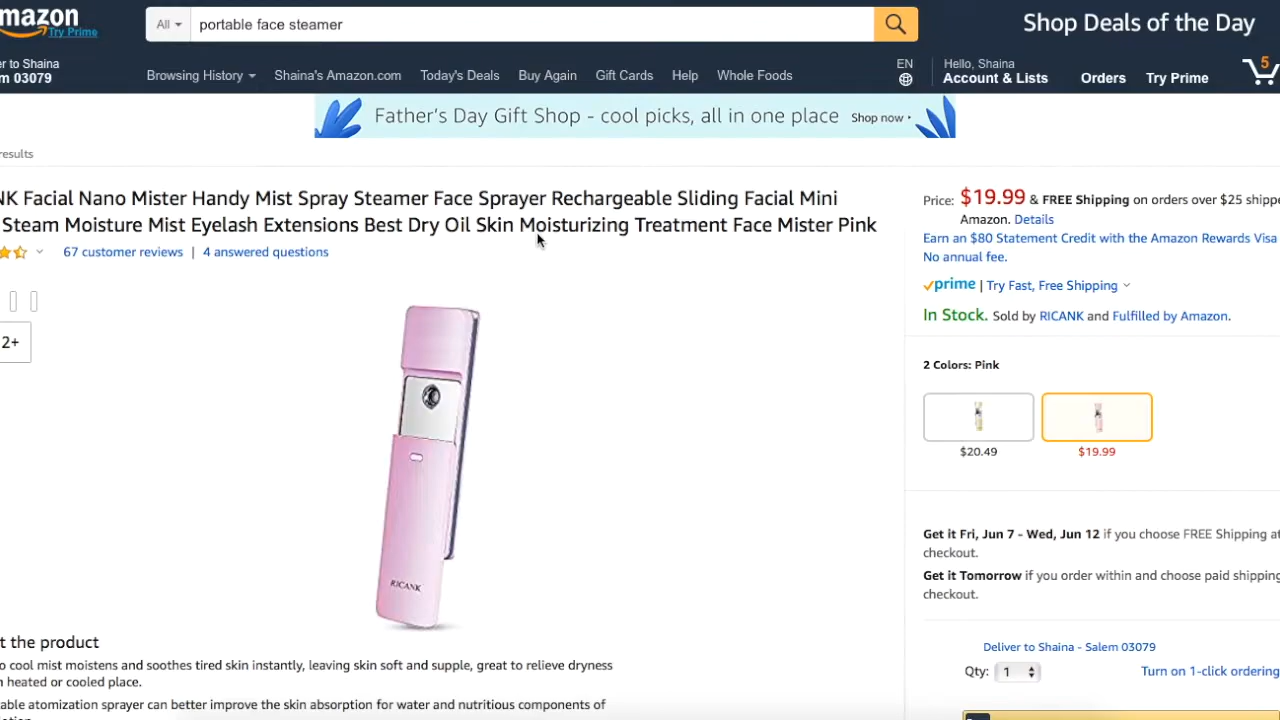 mazon
Try Prime
All
portable face steamer
Shop Deals of the Day
er to Shaina
m 03079
Browsing History
Shaina's Amazon.com
Today's Deals
Buy Again
Gift Cards
Help
Whole Foods
EN
Hello, Shaina
Account & Lists
Orders
Try Prime
5
Father's Day Gift Shop - cool picks, all in one place
Shop now
results
NK Facial Nano Mister Handy Mist Spray Steamer Face Sprayer Rechargeable Sliding Facial Mini
Steam Moisture Mist Eyelash Extensions Best Dry Oil Skin Moisturizing Treatment Face Mister Pink
67 customer reviews | 4 answered questions
2+
RICANK
t the product
o cool mist moistens and soothes tired skin instantly, leaving skin soft and supple, great to relieve dryness
n heated or cooled place.
able atomization sprayer can better improve the skin absorption for water and nutritious components of
Price: $19.99 & FREE Shipping on orders over $25 shippe
Amazon. Details
Earn an $80 Statement Credit with the Amazon Rewards Visa
No annual fee.
prime | Try Fast, Free Shipping
In Stock. Sold by RICANK and Fulfilled by Amazon.
2 Colors: Pink
$20.49
$19.99
Get it Fri, Jun 7 - Wed, Jun 12 if you choose FREE Shipping at
checkout.
Get it Tomorrow if you order within and choose paid shipping
checkout.
Deliver to Shaina - Salem 03079
Qty: 1
Turn on 1-click ordering